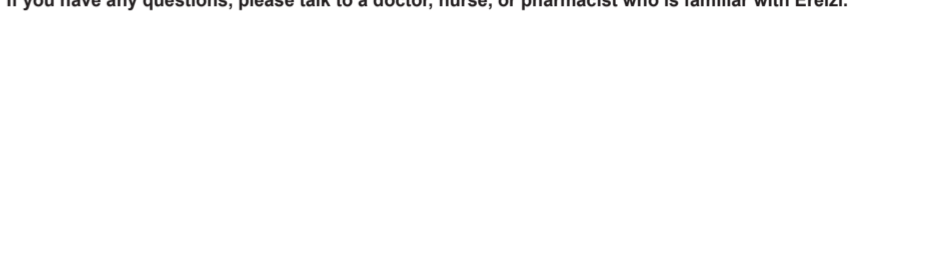 If you have any questions, please talk to a doctor, nurse, or pharmacist who is familiar with Erelzi.